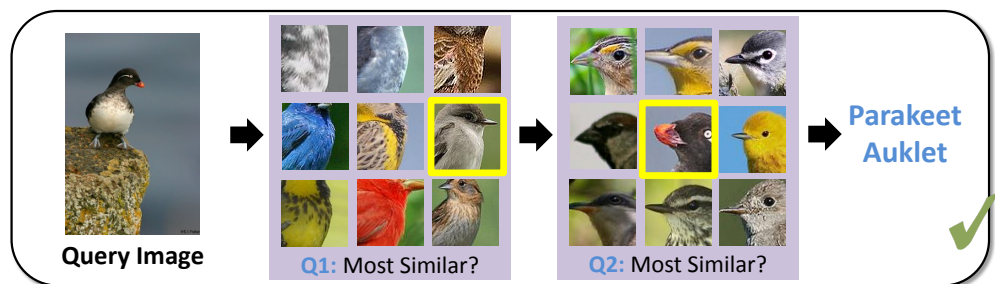 Query Image
Q1: Most Similar?
Q2: Most Similar?
Parakeet
Auklet